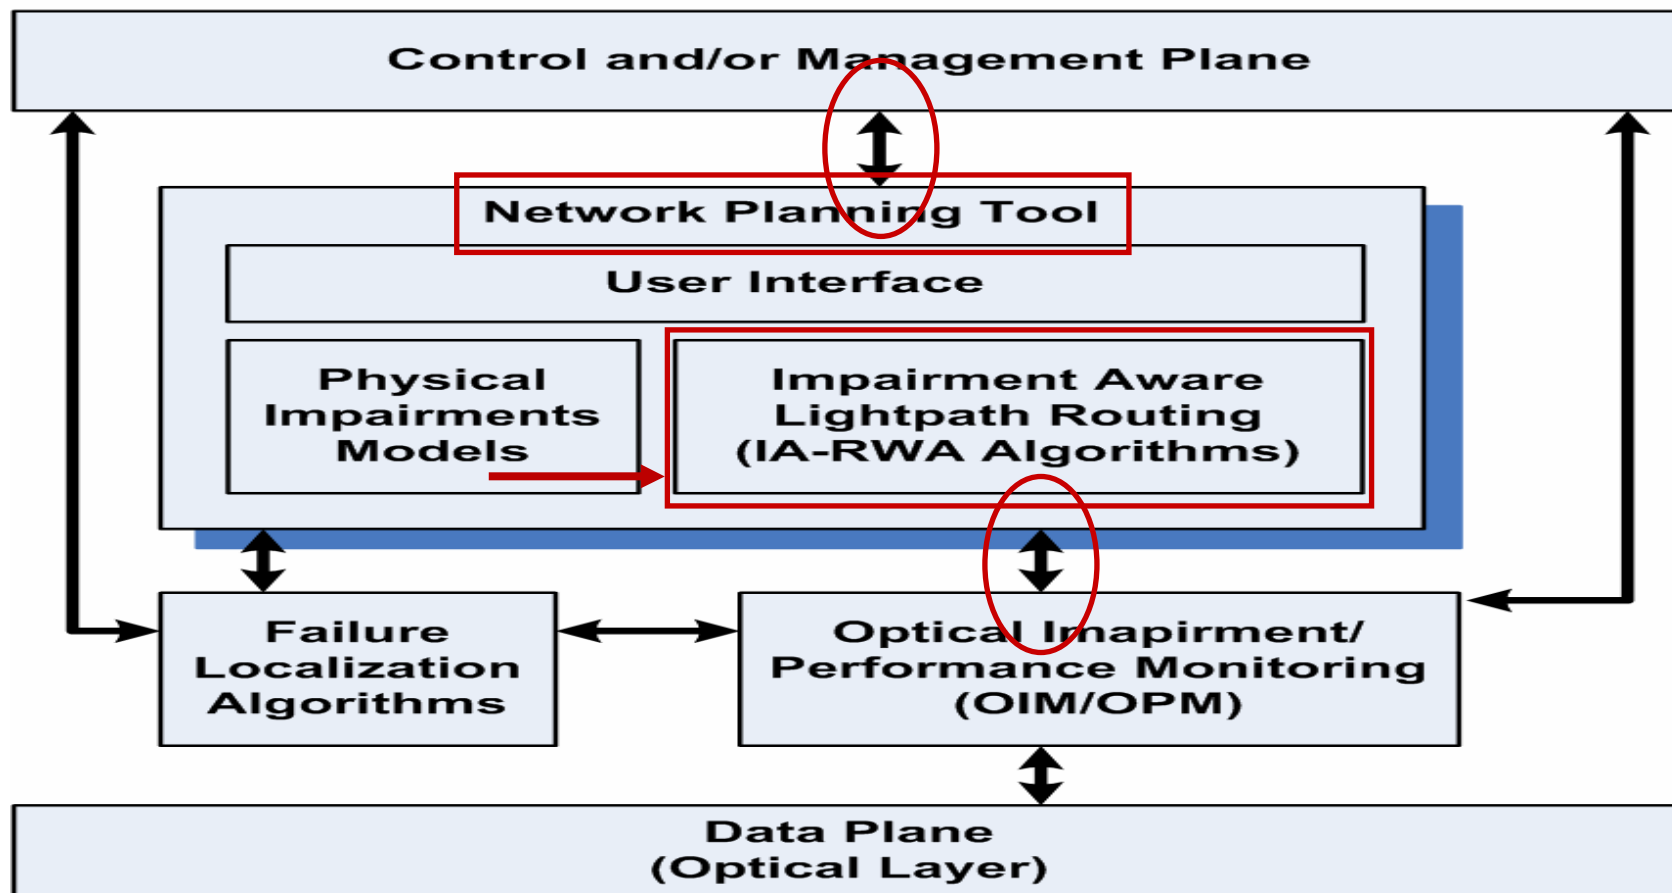 Control and/or Management Plane
Network Planning Tool
User Interface
Physical
Impairments
Models
Impairment Aware
Lightpath Routing
(IA-RWA Algorithms)
Failure
Localization
Algorithms
Optical Imapirment/
Performance Monitoring
(OIM/OPM)
Data Plane
(Optical Layer)